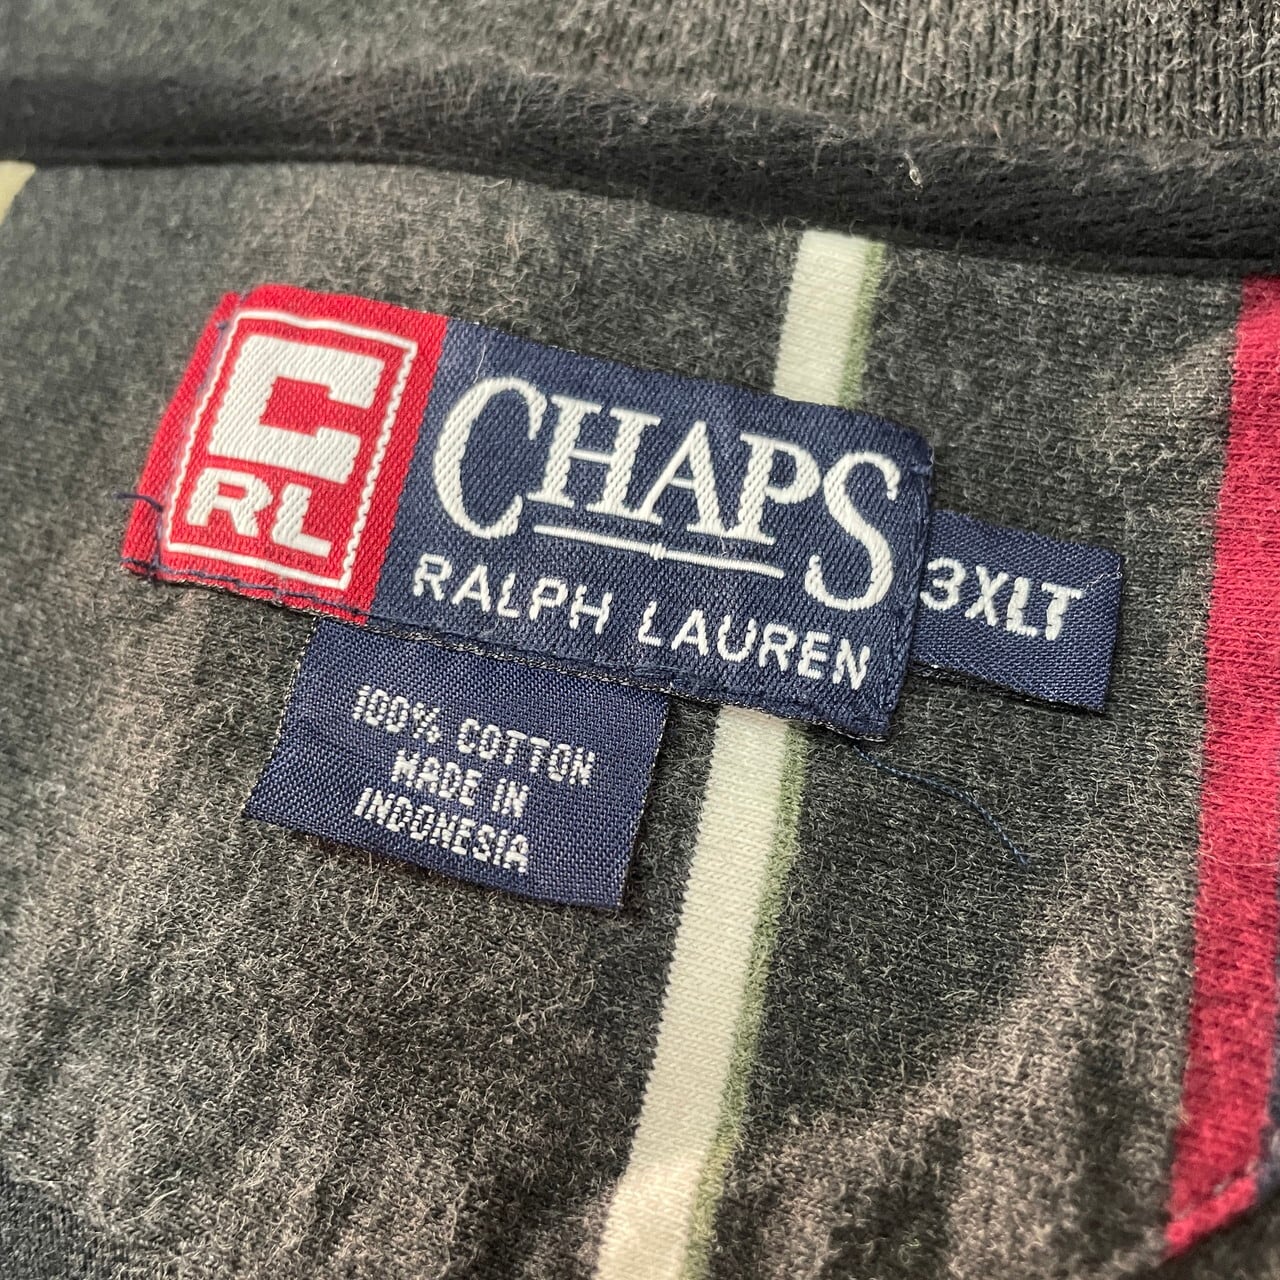 C
RL
CHAPS
RALPH LAUREN
3XLT
100% COTTON
MADE IN
INDONESIA